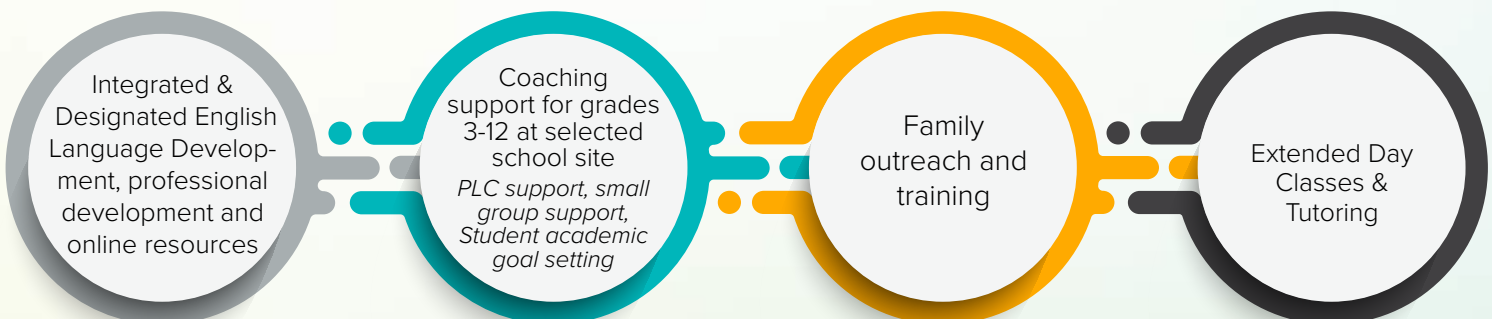 Integrated &
Designated English
Language Develop-
ment, professional
development and
online resources
Coaching
support for grades
3-12 at selected
school site
PLC support, small
group support,
Student academic
goal setting
Family
outreach and
training
Extended Day
Classes &
Tutoring